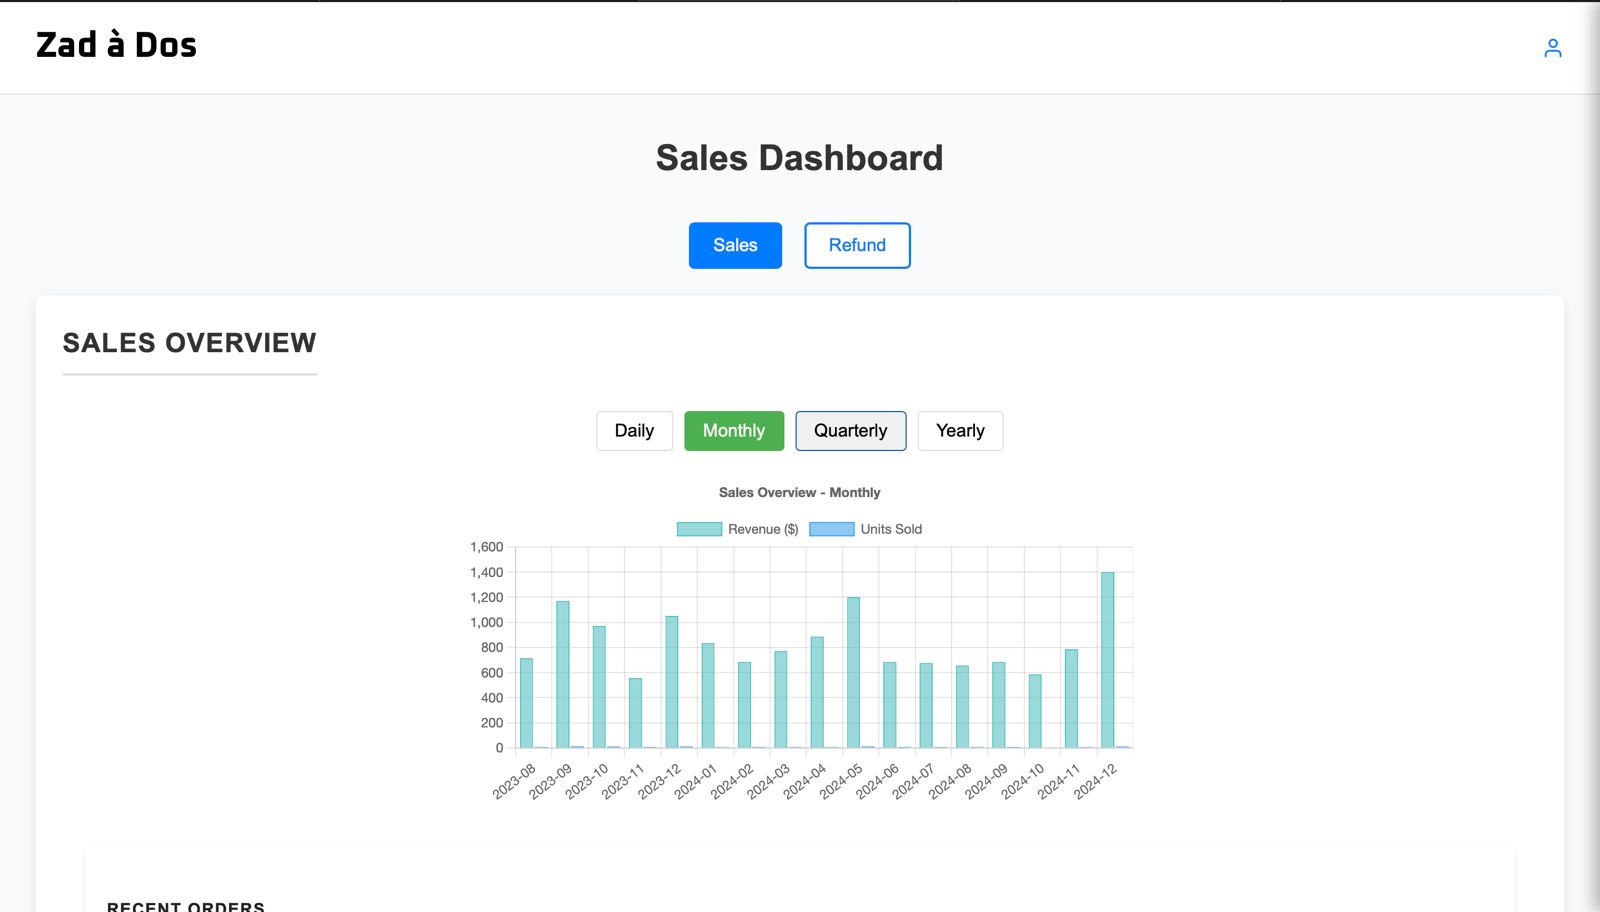 Zad à Dos
Sales Dashboard
Sales Refund
SALES OVERVIEW
Daily Monthly Quarterly Yearly
Sales Overview - Monthly
Revenue ($) Units Sold
1,600
1,400
1,200
1,000
800
600
400
200
0
2023-08 2023-09 2023-10 2023-11 2023-12 2024-01 2024-02 2024-03 2024-04 2024-05 2024-06 2024-07 2024-08 2024-09 2024-10 2024-11 2024-12
RECENT ORDERS